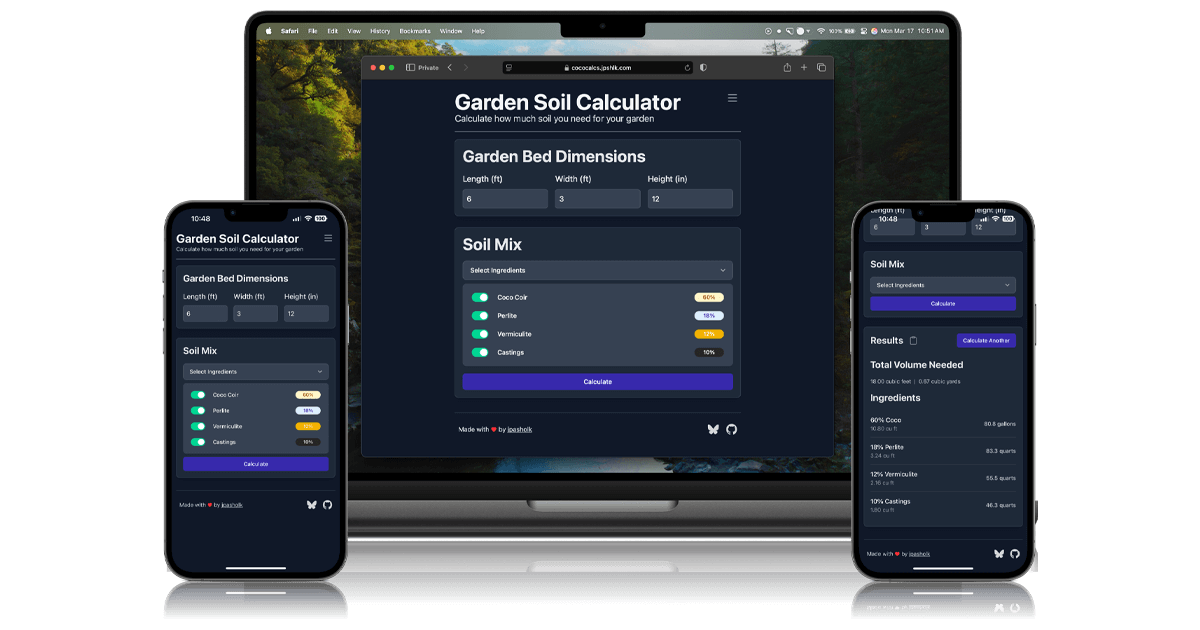 Safari File Edit View History Bookmarks Window Help
103% Mon Mar 17 10:51 AM
Private
cococalcs.jpshlk.com
Garden Soil Calculator
Calculate how much soil you need for your garden
Garden Bed Dimensions
Length (ft) Width (ft) Height (in)
6 3 12
Soil Mix
Select Ingredients
Coco Coir 60%
Perlite 18%
Vermiculite 12%
Castings 10%
Calculate
Made with ❤ by jpasholk
10:48
Garden Soil Calculator
Calculate how much soil you need for your garden
Garden Bed Dimensions
Length (ft) Width (ft) Height (in)
6 3 12
Soil Mix
Select Ingredients
Coco Coir 60%
Perlite 18%
Vermiculite 12%
Castings 10%
Calculate
Made with ❤ by jpasholk
Length (ft) Height (in)
10:48
6 3 12
Soil Mix
Select Ingredients
Calculate
Results Calculate Another
Total Volume Needed
18.00 cubic feet | 0.67 cubic yards
Ingredients
60% Coco 80.8 gallons
10.80 cu ft
18% Perlite 83.3 quarts
3.24 cu ft
12% Vermiculite 55.5 quarts
2.16 cu ft
10% Castings 46.3 quarts
1.80 cu ft
Made with ❤ by jpasholk